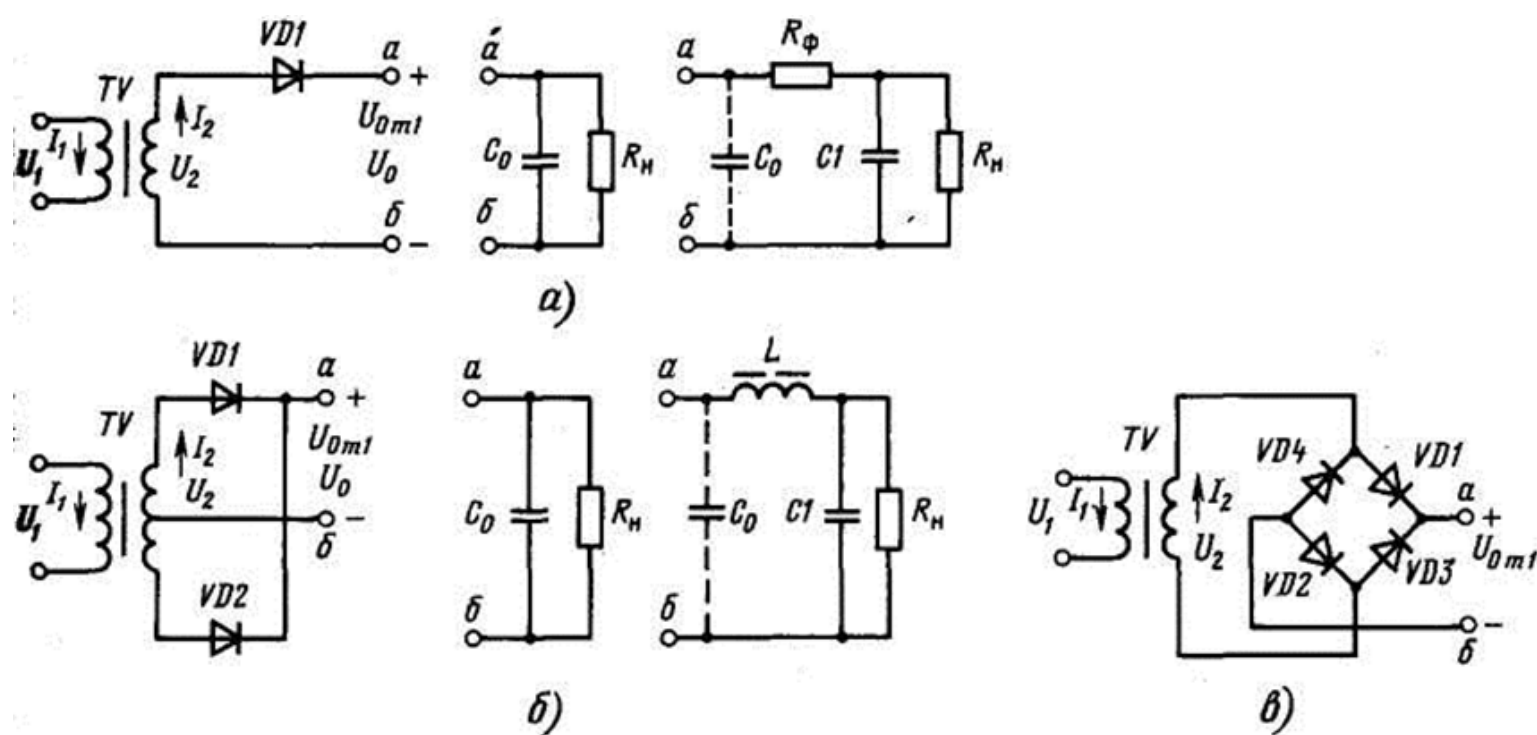 VD1
a
+
TV
I₁
U₁
I₂
U₂
U₀m1
U₀
б
−
á
C₀
Rн
б
a
Rф
C₀
C1
Rн
б
а)
VD1
a
+
TV
I₁
U₁
I₂
U₂
U₀m1
U₀
−
б
VD2
a
C₀
Rн
б
a
L
C₀
C1
Rн
б
б)
TV
U₁
I₁
I₂
U₂
VD4
VD1
VD2
VD3
a
+
U₀m1
−
б
в)